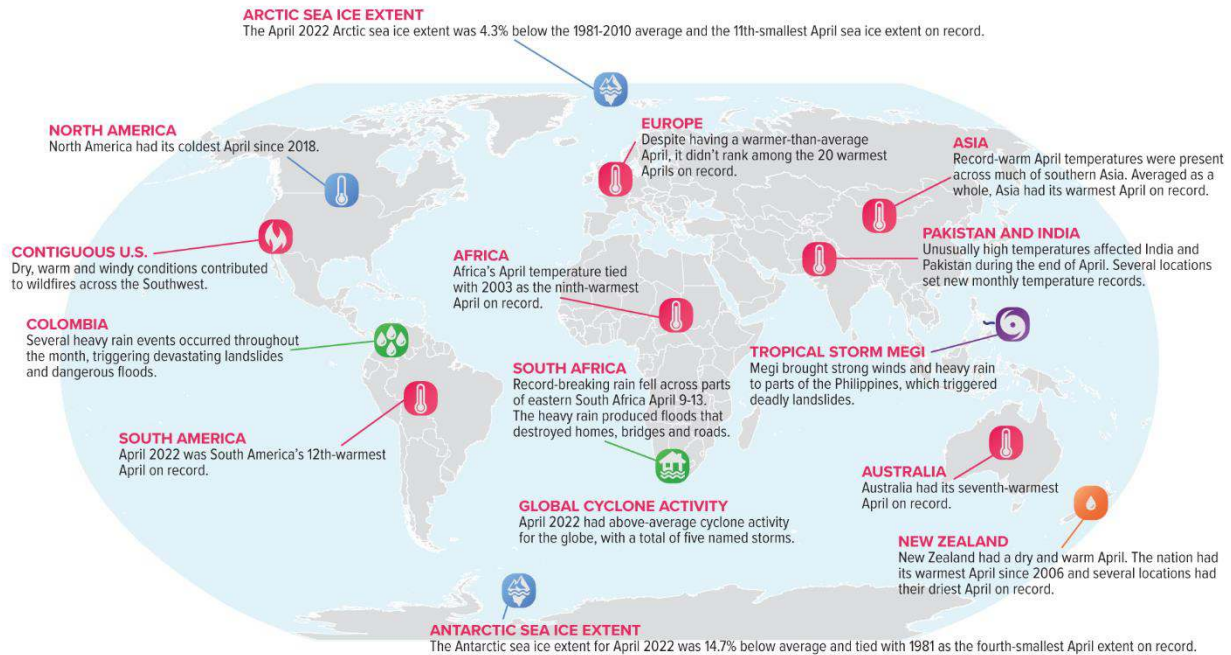 ARCTIC SEA ICE EXTENT
The April 2022 Arctic sea ice extent was 4.3% below the 1981-2010 average and the 11th-smallest April sea ice extent on record.
NORTH AMERICA
North America had its coldest April since 2018.
EUROPE
Despite having a warmer-than-average
April, it didn't rank among the 20 warmest
Aprils on record.
ASIA
Record-warm April temperatures were present
across much of southern Asia. Averaged as a
whole, Asia had its warmest April on record.
CONTIGUOUS U.S.
Dry, warm and windy conditions contributed
to wildfires across the Southwest.
AFRICA
Africa's April temperature tied
with 2003 as the ninth-warmest
April on record.
PAKISTAN AND INDIA
Unusually high temperatures affected India and
Pakistan during the end of April. Several locations
set new monthly temperature records.
COLOMBIA
Several heavy rain events occurred throughout
the month, triggering devastating landslides
and dangerous floods.
SOUTH AFRICA
Record-breaking rain fell across parts
of eastern South Africa April 9-13.
The heavy rain produced floods that
destroyed homes, bridges and roads.
TROPICAL STORM MEGI
Megi brought strong winds and heavy rain
to parts of the Philippines, which triggered
deadly landslides.
SOUTH AMERICA
April 2022 was South America's 12th-warmest
April on record.
AUSTRALIA
Australia had its seventh-warmest
April on record.
GLOBAL CYCLONE ACTIVITY
April 2022 had above-average cyclone activity
for the globe, with a total of five named storms.
NEW ZEALAND
New Zealand had a dry and warm April. The nation had
its warmest April since 2006 and several locations had
their driest April on record.
ANTARCTIC SEA ICE EXTENT
The Antarctic sea ice extent for April 2022 was 14.7% below average and tied with 1981 as the fourth-smallest April extent on record.